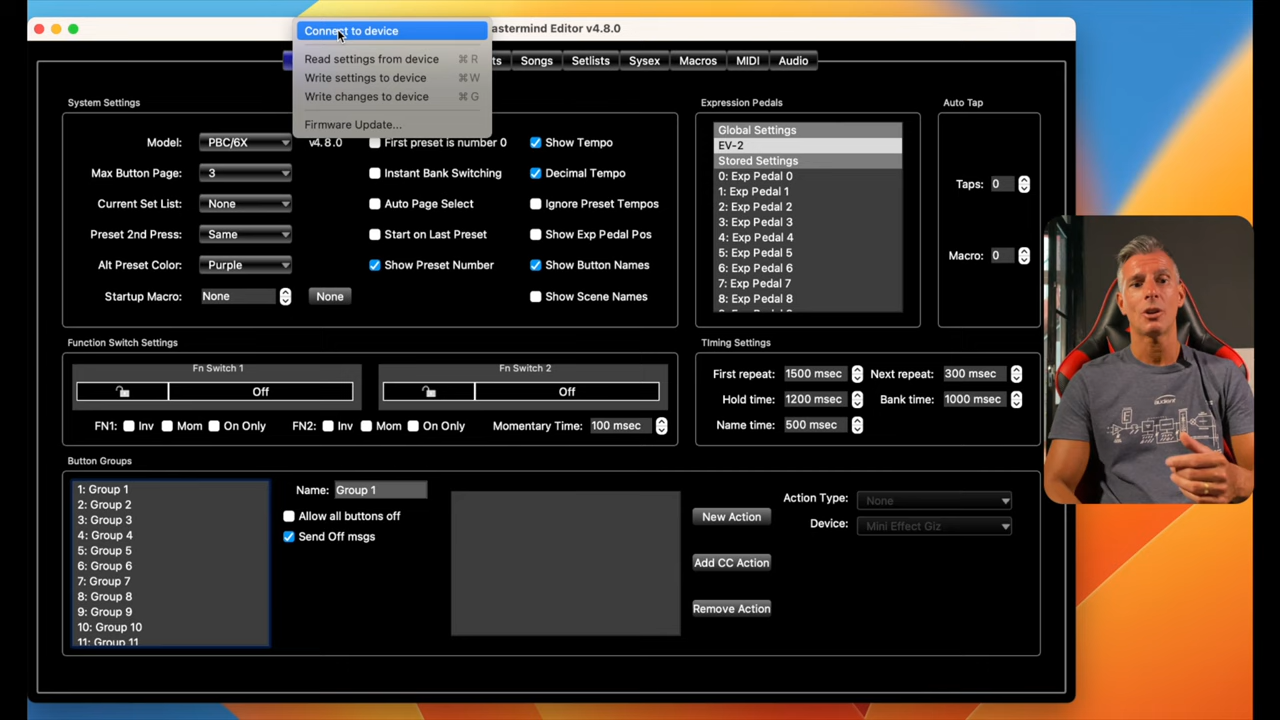 Connect to device
astermind Editor v4.8.0
Read settings from device ⌘ R
Write settings to device ⌘ W
Write changes to device ⌘ G
Firmware Update...
ts Songs Setlists Sysex Macros MIDI Audio
System Settings
Model: PBC/6X v4.8.0
Max Button Page: 3
Current Set List: None
Preset 2nd Press: Same
Alt Preset Color: Purple
Startup Macro: None None
First preset is number 0
Instant Bank Switching
Auto Page Select
Start on Last Preset
Show Preset Number
Show Tempo
Decimal Tempo
Ignore Preset Tempos
Show Exp Pedal Pos
Show Button Names
Show Scene Names
Expression Pedals
Global Settings
EV-2
Stored Settings
0: Exp Pedal 0
1: Exp Pedal 1
2: Exp Pedal 2
3: Exp Pedal 3
4: Exp Pedal 4
5: Exp Pedal 5
6: Exp Pedal 6
7: Exp Pedal 7
8: Exp Pedal 8
Auto Tap
Taps: 0
Macro: 0
Function Switch Settings
Fn Switch 1
Off
Fn Switch 2
Off
FN1: Inv Mom On Only FN2: Inv Mom On Only Momentary Time: 100 msec
TIming Settings
First repeat: 1500 msec Next repeat: 300 msec
Hold time: 1200 msec Bank time: 1000 msec
Name time: 500 msec
Button Groups
1: Group 1
2: Group 2
3: Group 3
4: Group 4
5: Group 5
6: Group 6
7: Group 7
8: Group 8
9: Group 9
10: Group 10
11: Group 11
Name: Group 1
Allow all buttons off
Send Off msgs
New Action
Add CC Action
Remove Action
Action Type: None
Device: Mini Effect Giz
audient